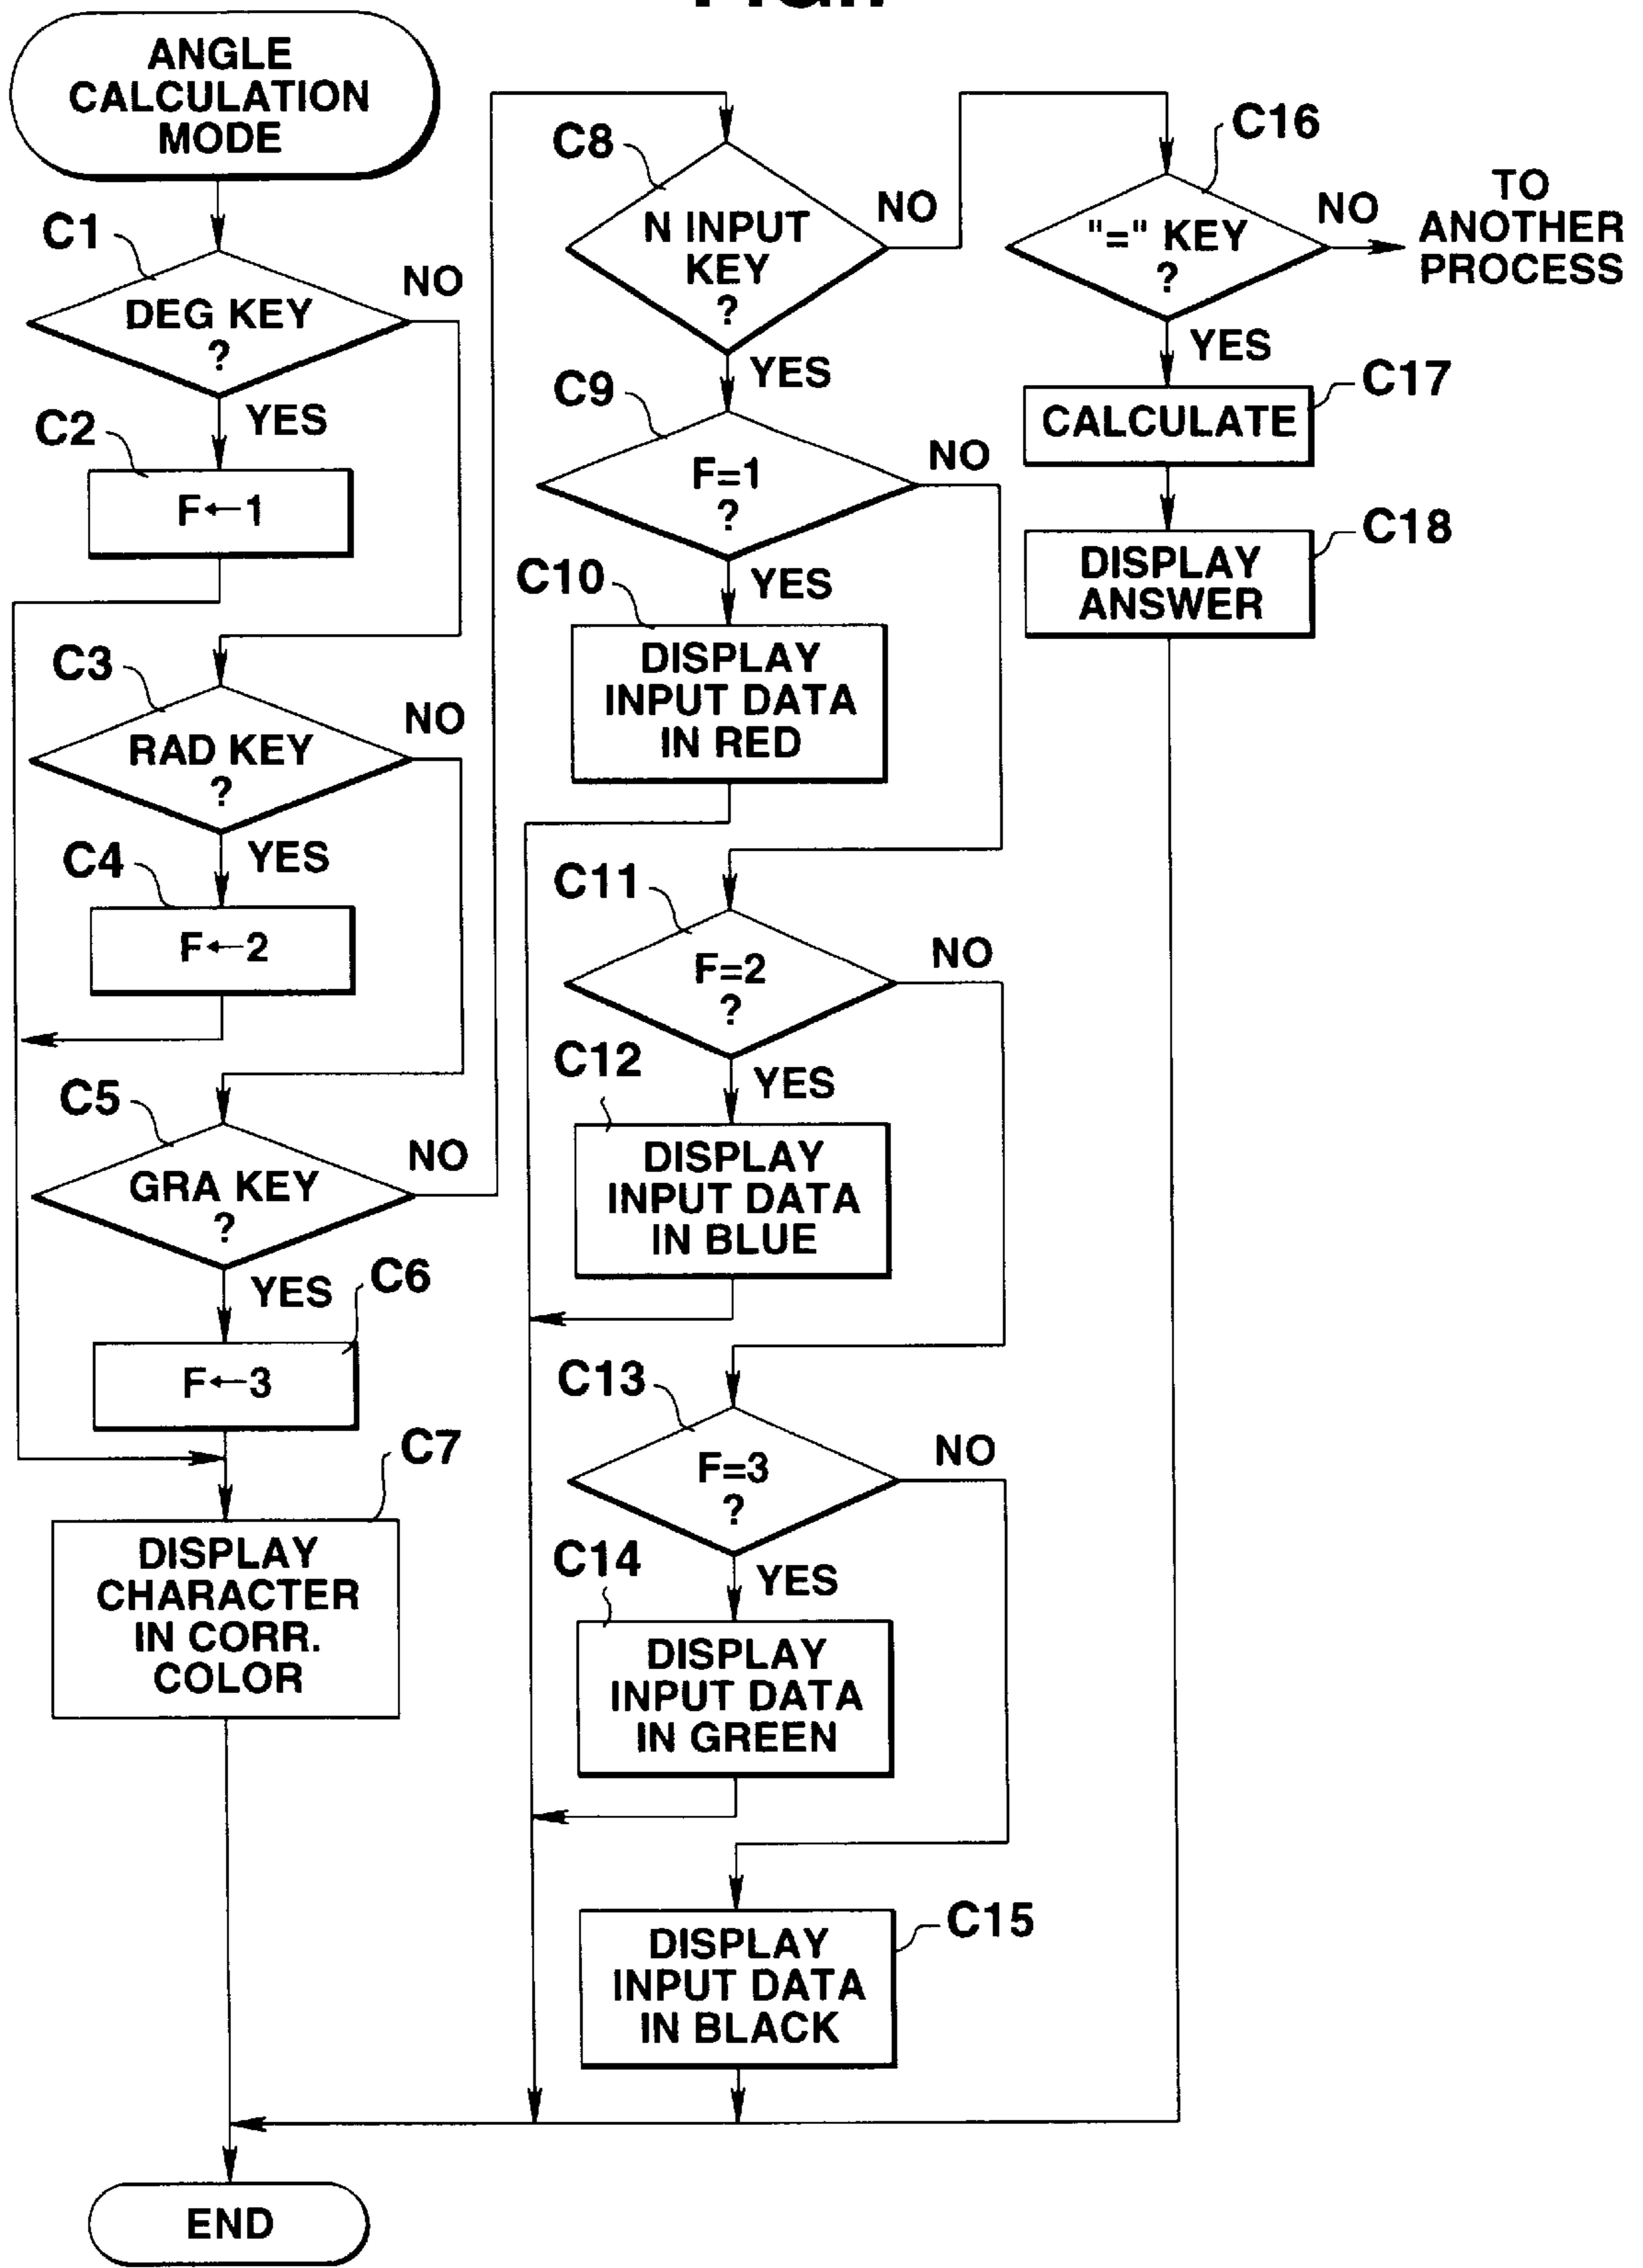 ANGLE
CALCULATION
MODE
C1
DEG KEY
?
NO
YES
C2
F←1
C3
RAD KEY
?
NO
YES
C4
F←2
C5
GRA KEY
?
NO
YES
C6
F←3
C7
DISPLAY
CHARACTER
IN CORR.
COLOR
END
C8
N INPUT
KEY
?
NO
YES
C9
F=1
?
NO
YES
C10
DISPLAY
INPUT DATA
IN RED
C11
F=2
?
NO
YES
C12
DISPLAY
INPUT DATA
IN BLUE
C13
F=3
?
NO
YES
C14
DISPLAY
INPUT DATA
IN GREEN
C15
DISPLAY
INPUT DATA
IN BLACK
C16
"=" KEY
?
NO
TO
ANOTHER
PROCESS
YES
C17
CALCULATE
C18
DISPLAY
ANSWER